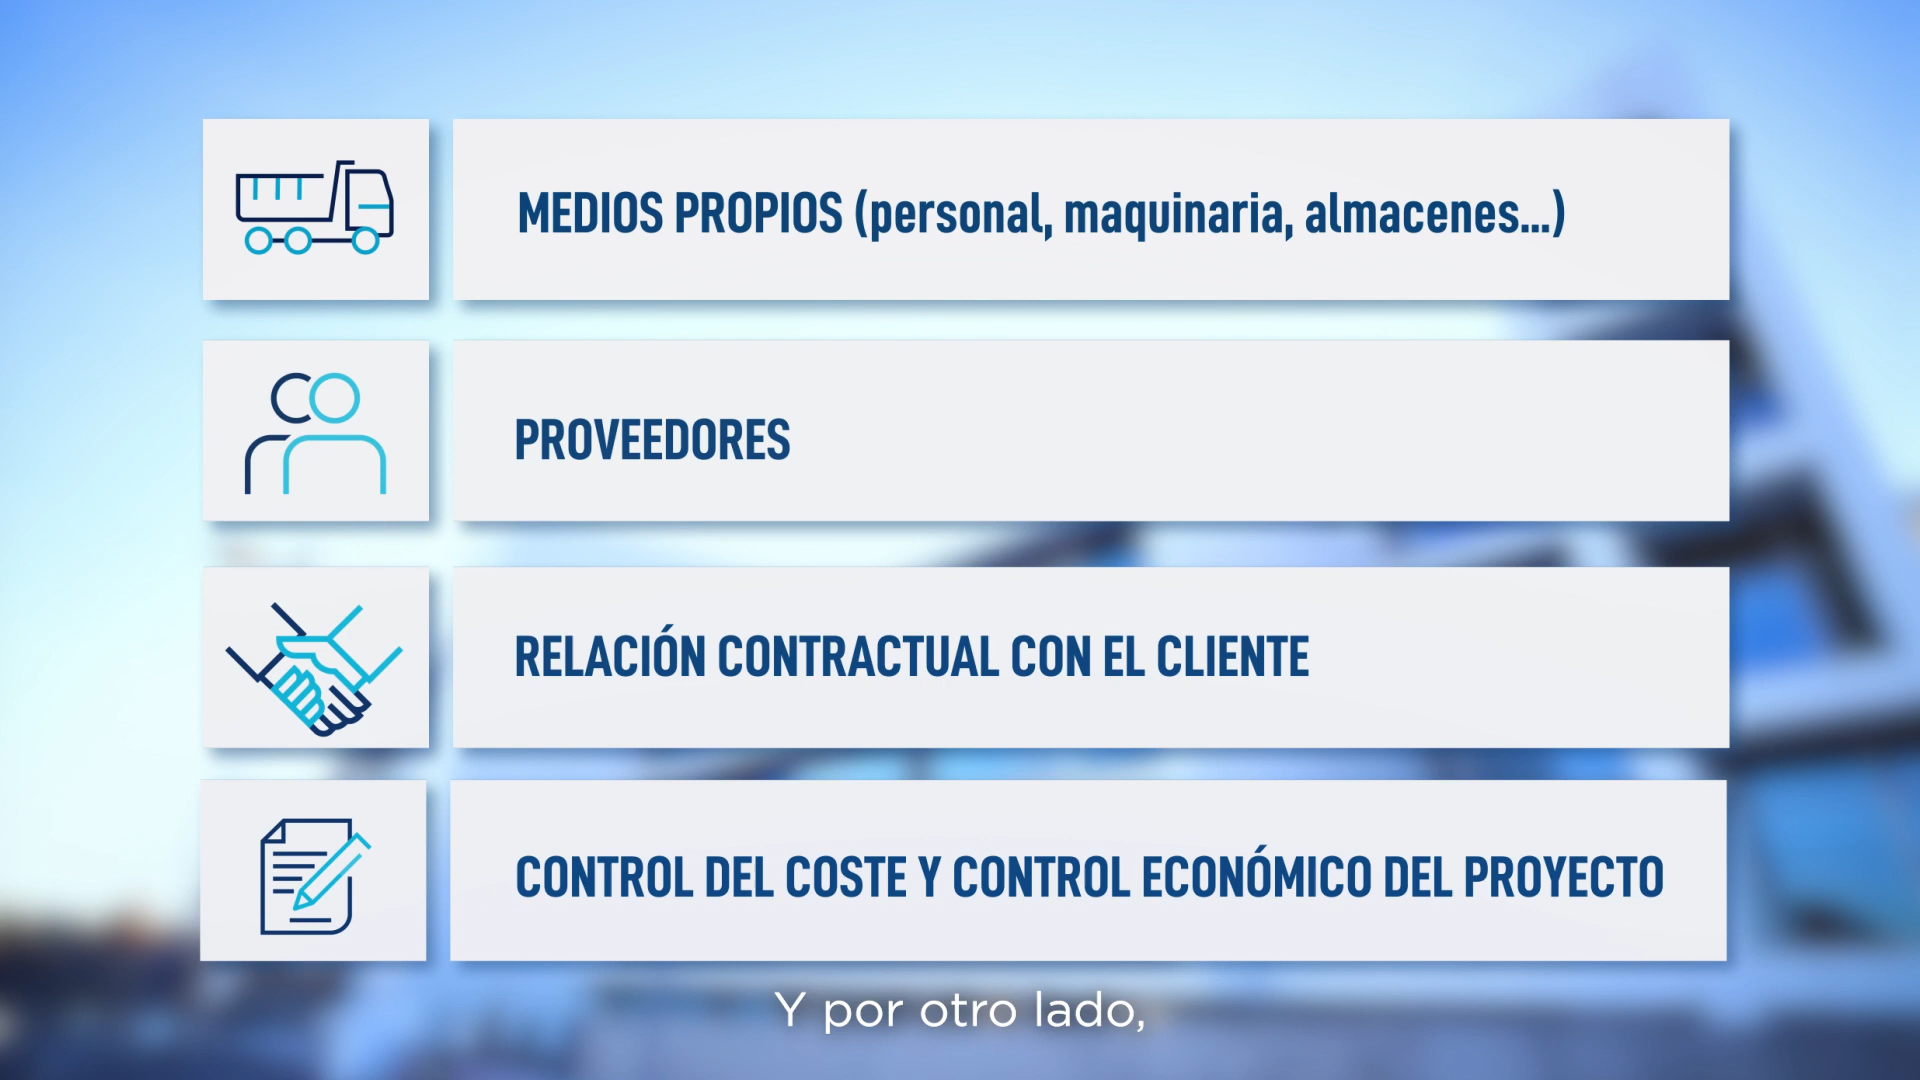 MEDIOS PROPIOS (personal, maquinaria, almacenes...)
PROVEEDORES
RELACIÓN CONTRACTUAL CON EL CLIENTE
CONTROL DEL COSTE Y CONTROL ECONÓMICO DEL PROYECTO
Y por otro lado,